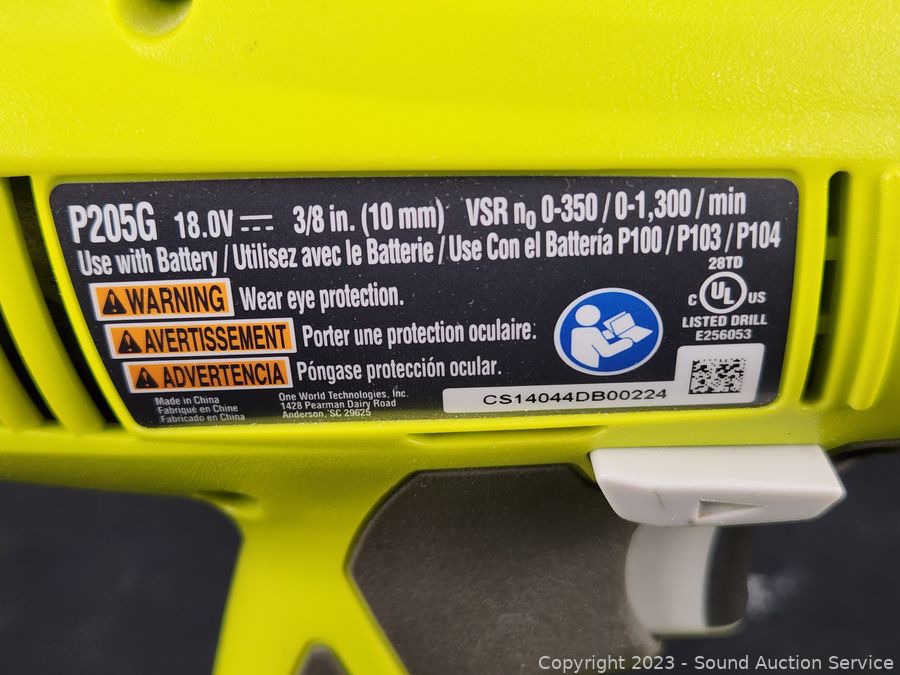 P205G 18.0V ⎓ 3/8 in. (10 mm) VSR n₀ 0-350 / 0-1,300 / min
Use with Battery / Utilisez avec le Batterie / Use Con el Batterĺa P100 / P103 / P104
WARNING Wear eye protection.
AVERTISSEMENT Porter une protection oculaire.
ADVERTENCIA Póngase protección ocular.
28TD
C UL US
LISTED DRILL
E256053
Made in China
Fabriqué en Chine
Fabricado en China
One World Technologies, Inc.
1428 Pearman Dairy Road
Anderson, SC 29625
CS14044DB00224
Copyright 2023 - Sound Auction Service